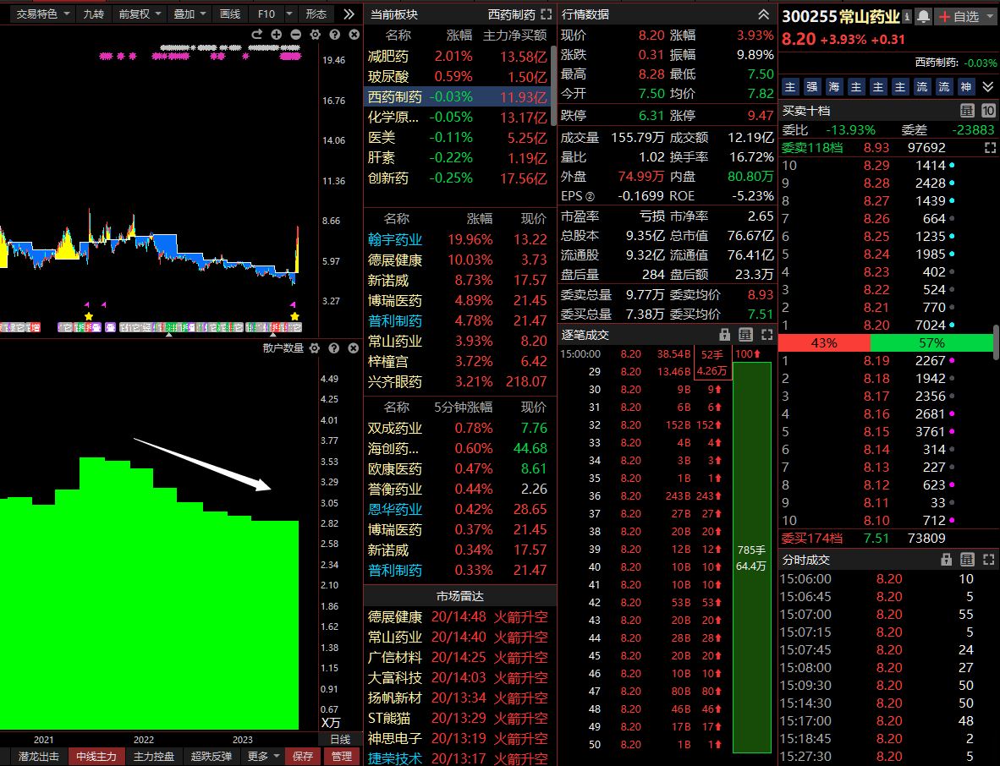 交易特色 九转 前复权 叠加 画线 F10 形态
19.46
16.76
14.06
11.36
8.66
5.97
3.27
散户数量
4.49
4.25
4.01
3.77
3.53
3.29
3.05
2.82
2.58
2.34
2.10
1.86
1.62
1.38
1.15
0.91
0.67
X万
2021 2022 2023 日线
潜龙出击 中线主力 主力控盘 超跌反弹 更多 保存 管理
当前板块 西药制药
名称 涨幅 主力净买额
减肥药 2.01% 13.58亿
玻尿酸 0.59% 1.50亿
西药制药 -0.03% 11.93亿
化学原... -0.05% 13.17亿
医美 -0.11% 5.25亿
肝素 -0.22% 1.19亿
创新药 -0.25% 17.56亿
名称 涨幅 现价
翰宇药业 19.96% 13.22
德展健康 10.03% 3.73
新诺威 8.73% 17.57
博瑞医药 4.89% 21.45
普利制药 4.78% 21.47
常山药业 3.93% 8.20
梓橦宫 3.72% 6.42
兴齐眼药 3.21% 218.07
名称 5分钟涨幅 现价
双成药业 0.78% 7.76
海创药... 0.60% 44.68
欧康医药 0.47% 8.61
誉衡药业 0.44% 2.26
恩华药业 0.42% 28.65
博瑞医药 0.37% 21.45
新诺威 0.34% 17.57
普利制药 0.33% 21.47
市场雷达
德展健康 20/14:48 火箭升空
常山药业 20/14:40 火箭升空
广信材料 20/14:25 火箭升空
大富科技 20/14:03 火箭升空
扬帆新材 20/13:34 火箭升空
ST熊猫 20/13:29 火箭升空
神思电子 20/13:19 火箭升空
捷荣技术 20/13:17 火箭升空
行情数据
现价 8.20 涨幅 3.93%
涨跌 0.31 振幅 9.89%
最高 8.28 最低 7.50
今开 7.50 均价 7.82
跌停 6.31 涨停 9.47
成交量 155.79万 成交额 12.19亿
量比 1.02 换手率 16.72%
外盘 74.99万 内盘 80.80万
EPS② -0.1699 ROE -5.23%
市盈率 亏损 市净率 2.65
总股本 9.35亿 总市值 76.67亿
流通股 9.32亿 流通值 76.41亿
盘后量 284 盘后额 23.3万
委卖总量 9.77万 委卖均价 8.93
委买总量 7.38万 委买均价 7.51
逐笔成交 量
15:00:00 8.20 38.54B 52手 100⬆
29 8.20 13.46B 4.26万
30 8.20 9B 9⬆
31 8.20 6B 6⬆
32 8.20 152B 152⬆
33 8.20 4B 4⬆
34 8.20 3B 3⬆
35 8.20 1B 1⬆
36 8.20 243B 243⬆
37 8.20 27B 27⬆
38 8.20 20B 20⬆
39 8.20 12B 12⬆
40 8.20 10B 10⬆
41 8.20 10B 10⬆
42 8.20 53B 53⬆
43 8.20 20B 20⬆
44 8.20 28B 28⬆
45 8.20 20B 20⬆
46 8.20 10B 10⬆
47 8.20 80B 80⬆
48 8.20 46B 46⬆
49 8.20 17B 17⬆
50 8.20 1B 1⬆
785手
64.4万
300255常山药业 自选
8.20 +3.93% +0.31
西药制药: -0.03%
主 强 海 主 主 主 流 流 神
买卖十档 量 10
委比 -13.93% 委差 -23883
委卖118档 8.93 97692
10 8.29 1414
9 8.28 2428
8 8.27 1439
7 8.26 664
6 8.25 1235
5 8.24 1985
4 8.23 402
3 8.22 524
2 8.21 770
1 8.20 7024
43% 57%
1 8.19 2267
2 8.18 1942
3 8.17 2356
4 8.16 2681
5 8.15 3761
6 8.14 314
7 8.13 227
8 8.12 623
9 8.11 33
10 8.10 712
委买174档 7.51 73809
分时成交 量
15:06:00 8.20 10
15:06:45 8.20 5
15:07:00 8.20 55
15:07:15 8.20 5
15:07:45 8.20 24
15:08:00 8.20 27
15:09:30 8.20 50
15:14:30 8.20 50
15:17:00 8.20 48
15:18:45 8.20 2
15:27:30 8.20 5